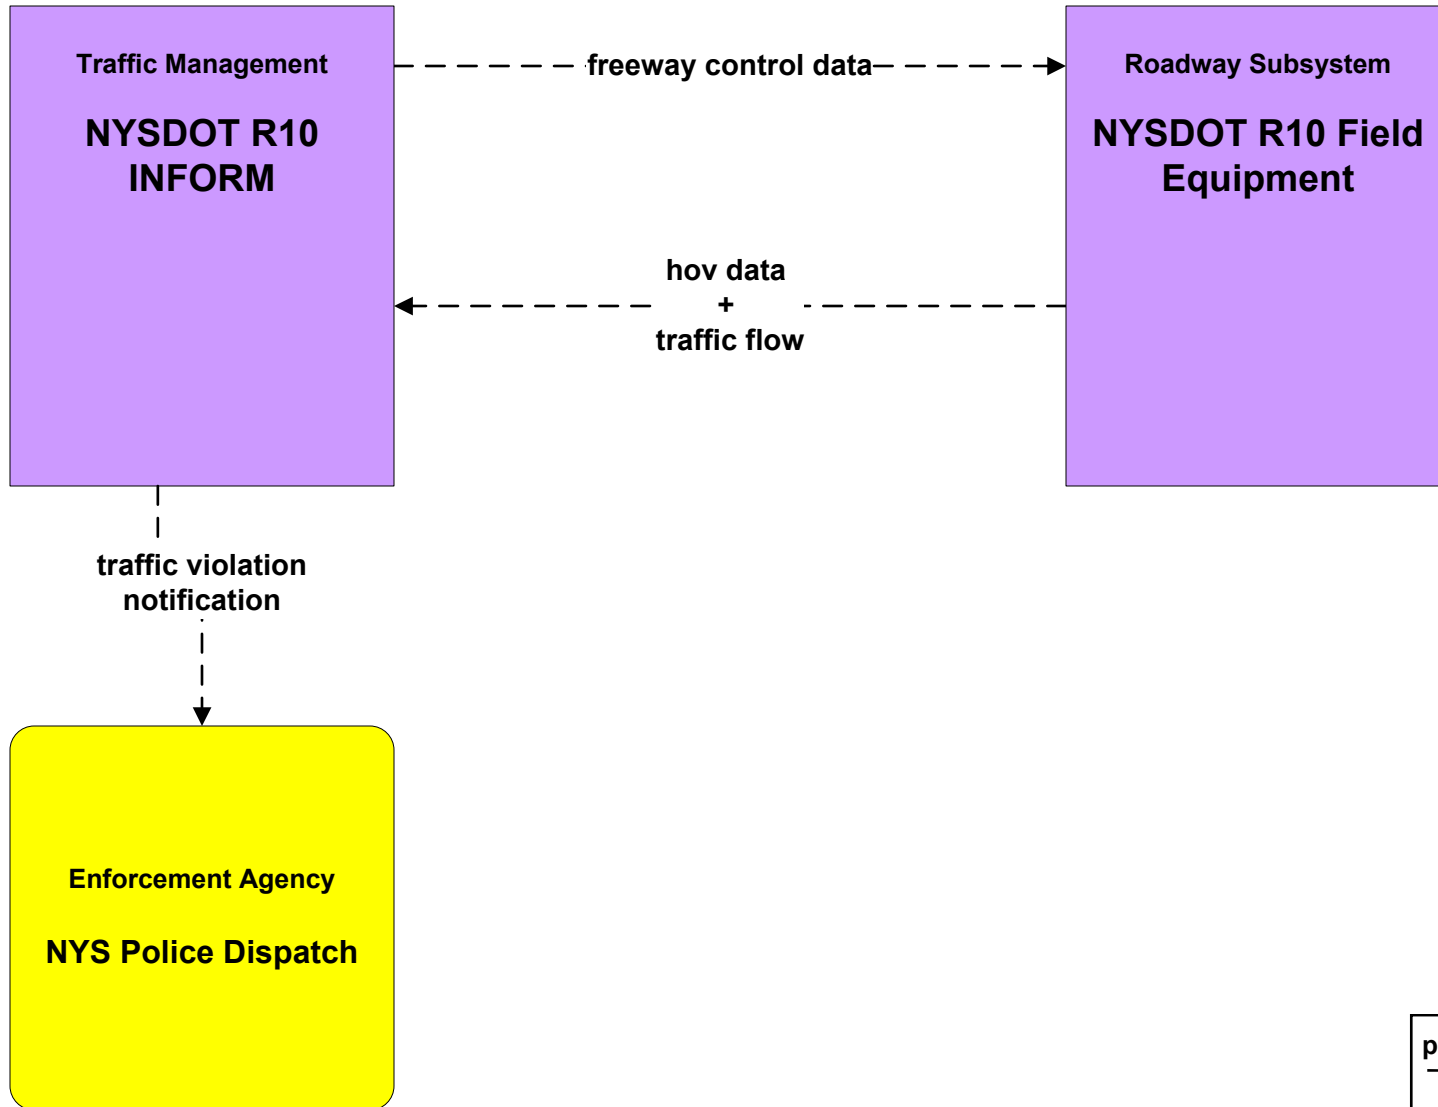 Traffic Management
NYSDOT R10
INFORM
freeway control data
Roadway Subsystem
NYSDOT R10 Field
Equipment
hov data
+
traffic flow
traffic violation
notification
Enforcement Agency
NYS Police Dispatch